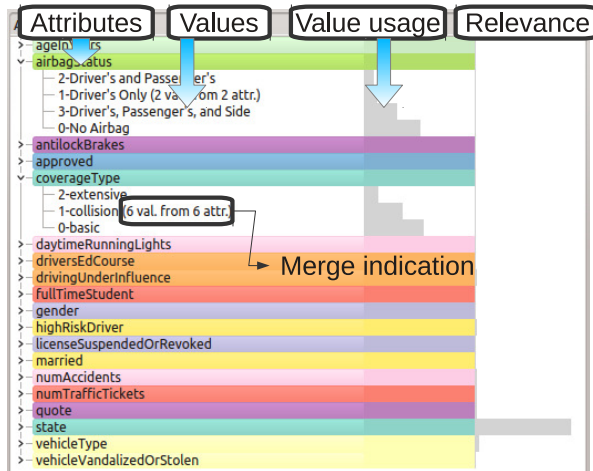 Attributes Values Value usage Relevance
airbagStatus
2-Driver's and Passenger's
1-Driver's Only (2 val. from 2 attr.)
3-Driver's, Passenger's, and Side
0-No Airbag
antilockBrakes
approved
coverageType
2-extensive
1-collision (6 val. from 6 attr.)
0-basic
daytimeRunningLights
driversEdCourse
Merge indication
drivingUnderInfluence
fullTimeStudent
gender
highRiskDriver
licenseSuspendedOrRevoked
married
numAccidents
numTrafficTickets
quote
state
vehicleType
vehicleVandalizedOrStolen